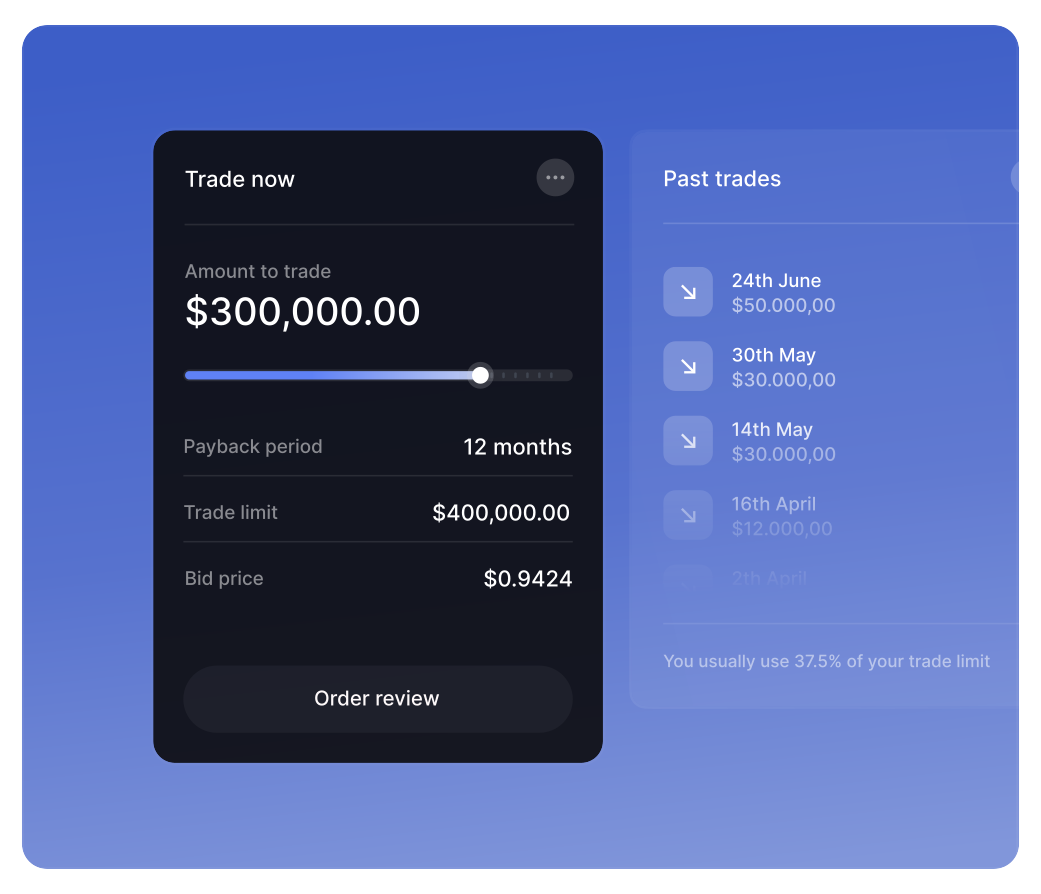 Trade now
Amount to trade
$300,000.00
Payback period
12 months
Trade limit
$400,000.00
Bid price
$0.9424
Order review
Past trades
24th June
$50.000,00
30th May
$30.000,00
14th May
$30.000,00
16th April
$12.000,00
2th April
You usually use 37.5% of your trade limit